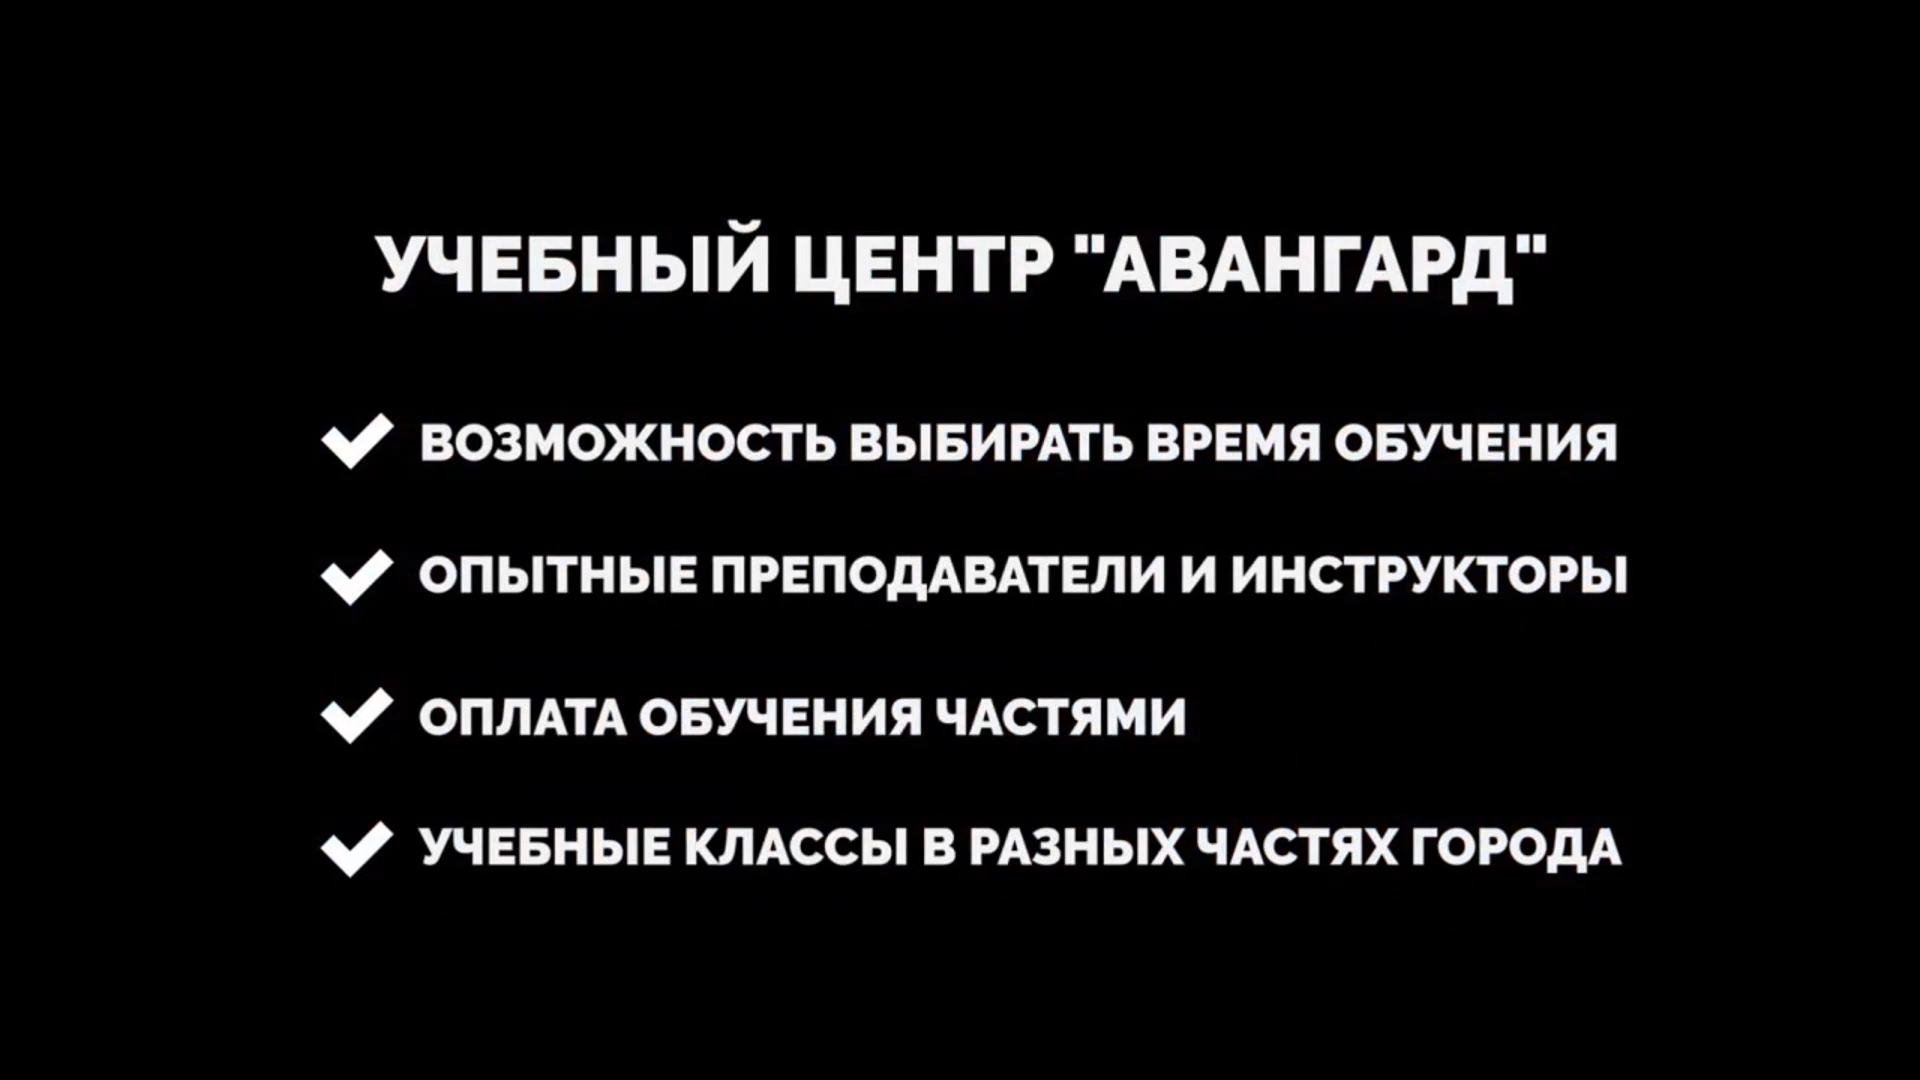 УЧЕБНЫЙ ЦЕНТР "АВАНГАРД"
ВОЗМОЖНОСТЬ ВЫБИРАТЬ ВРЕМЯ ОБУЧЕНИЯ
ОПЫТНЫЕ ПРЕПОДАВАТЕЛИ И ИНСТРУКТОРЫ
ОПЛАТА ОБУЧЕНИЯ ЧАСТЯМИ
УЧЕБНЫЕ КЛАССЫ В РАЗНЫХ ЧАСТЯХ ГОРОДА